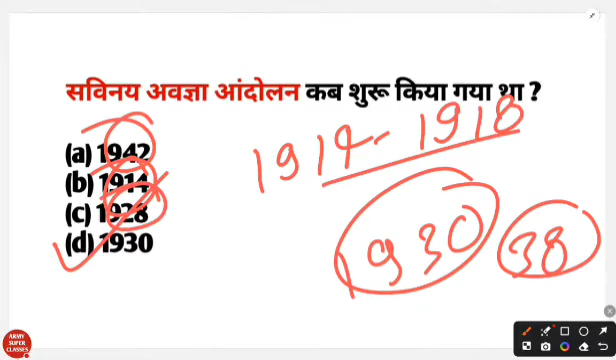 सविनय अवज्ञा आंदोलन कब शुरू किया गया था ?
(a) 1942
(b) 1914
(c) 1928
(d) 1930
1914-1918
1930
38
ARMY
SUPER
CLASSES